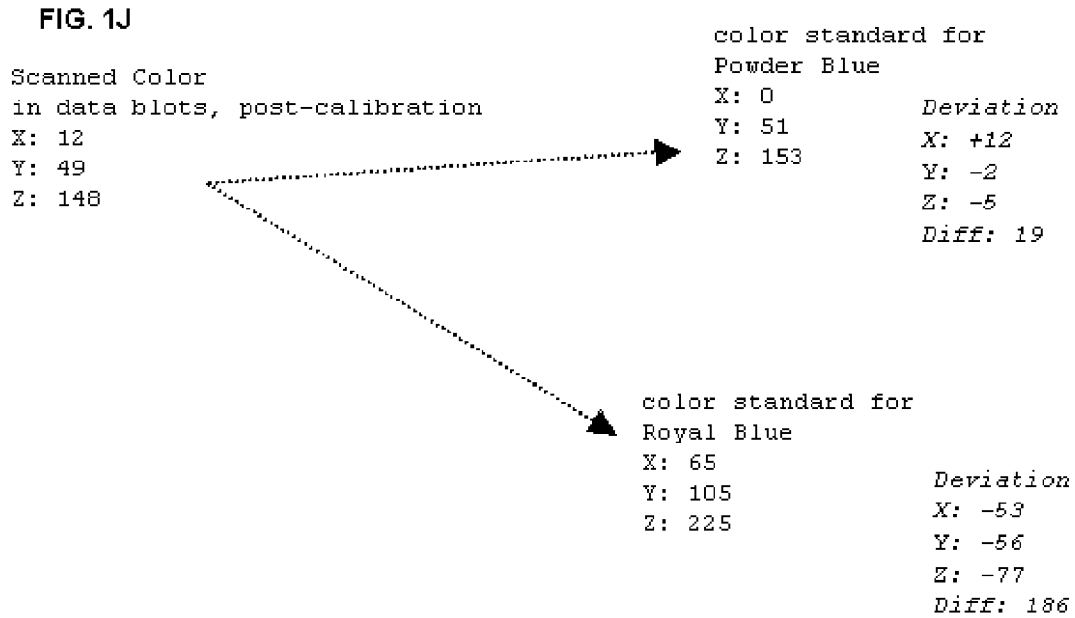 FIG. 1J
Scanned Color
in data blots, post-calibration
X: 12
Y: 49
Z: 148
color standard for
Powder Blue
X: 0
Y: 51
Z: 153
Deviation
X: +12
Y: -2
Z: -5
Diff: 19
color standard for
Royal Blue
X: 65
Y: 105
Z: 225
Deviation
X: -53
Y: -56
Z: -77
Diff: 186